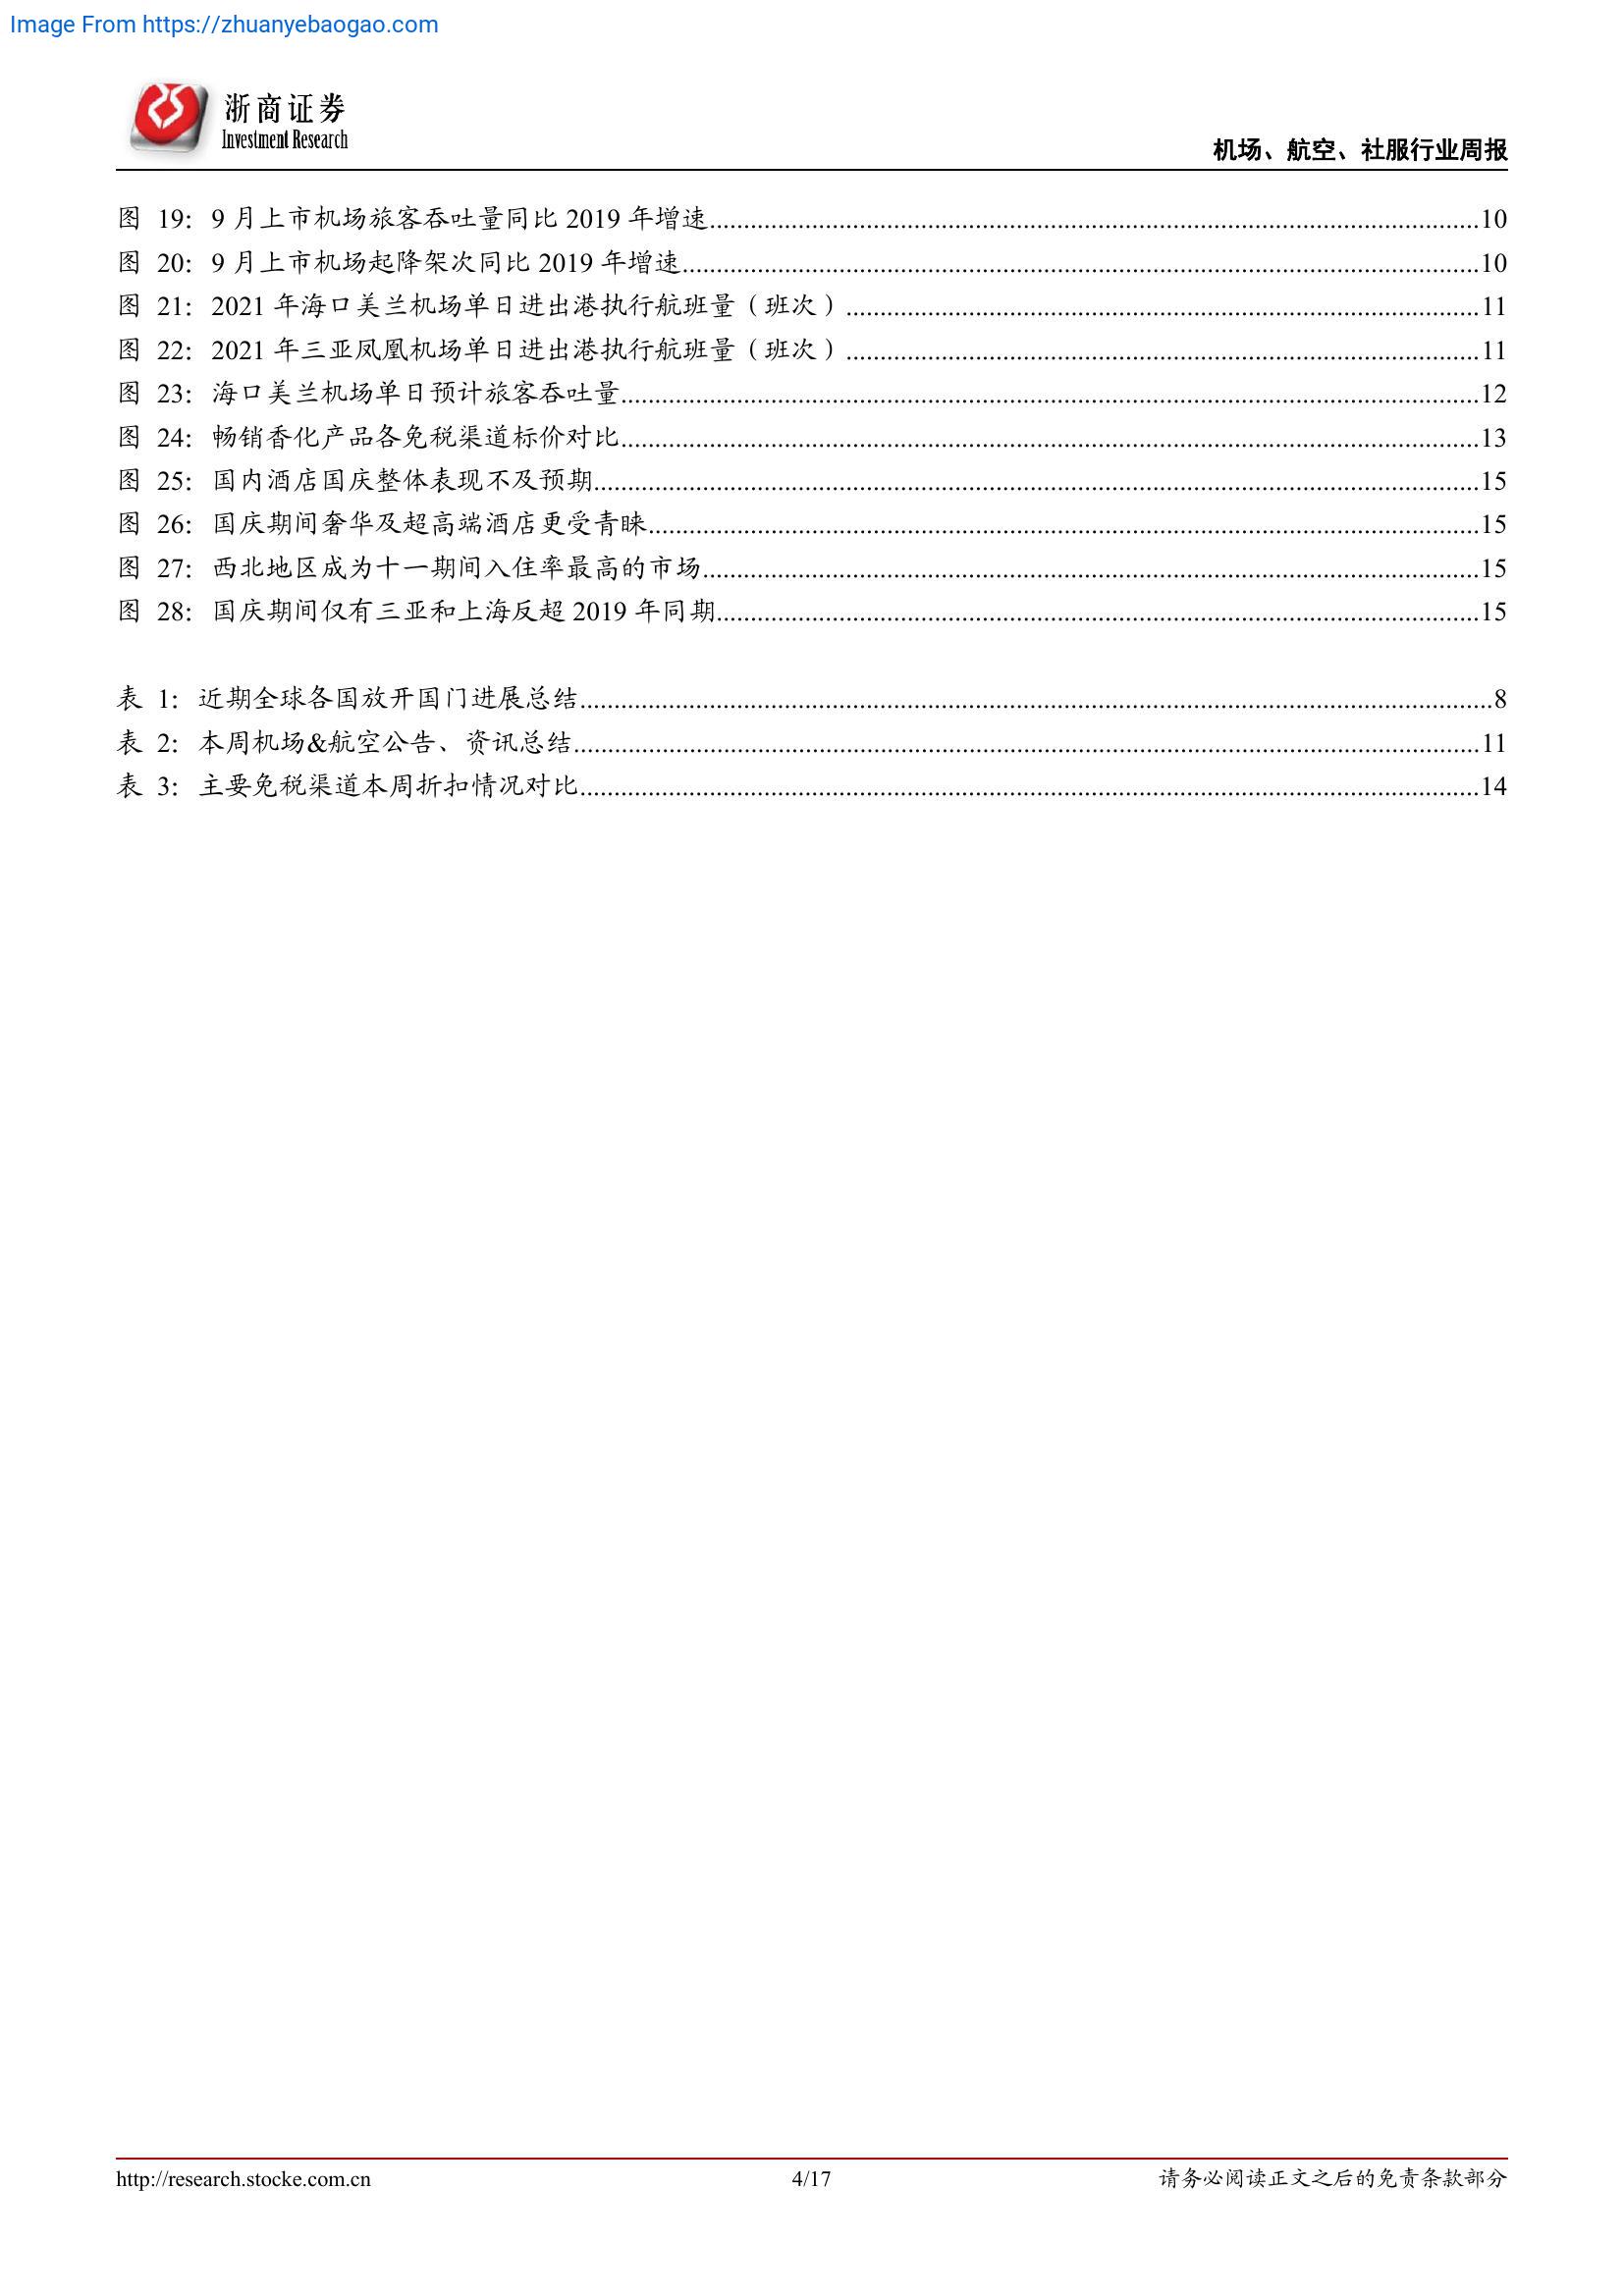 Image From https://zhuanyebaogao.com
浙商证券
Investment Research
机场、航空、社服行业周报
图 19：9 月上市机场旅客吞吐量同比 2019 年增速........................10
图 20：9 月上市机场起降架次同比 2019 年增速........................10
图 21：2021 年海口美兰机场单日进出港执行航班量（班次）........................11
图 22：2021 年三亚凤凰机场单日进出港执行航班量（班次）........................11
图 23：海口美兰机场单日预计旅客吞吐量........................12
图 24：畅销香化产品各免税渠道标价对比........................13
图 25：国内酒店国庆整体表现不及预期........................15
图 26：国庆期间奢华及超高端酒店更受青睐........................15
图 27：西北地区成为十一期间入住率最高的市场........................15
图 28：国庆期间仅有三亚和上海反超 2019 年同期........................15
表 1：近期全球各国放开国门进展总结........................8
表 2：本周机场&航空公告、资讯总结........................11
表 3：主要免税渠道本周折扣情况对比........................14
http://research.stocke.com.cn
4/17
请务必阅读正文之后的免责条款部分